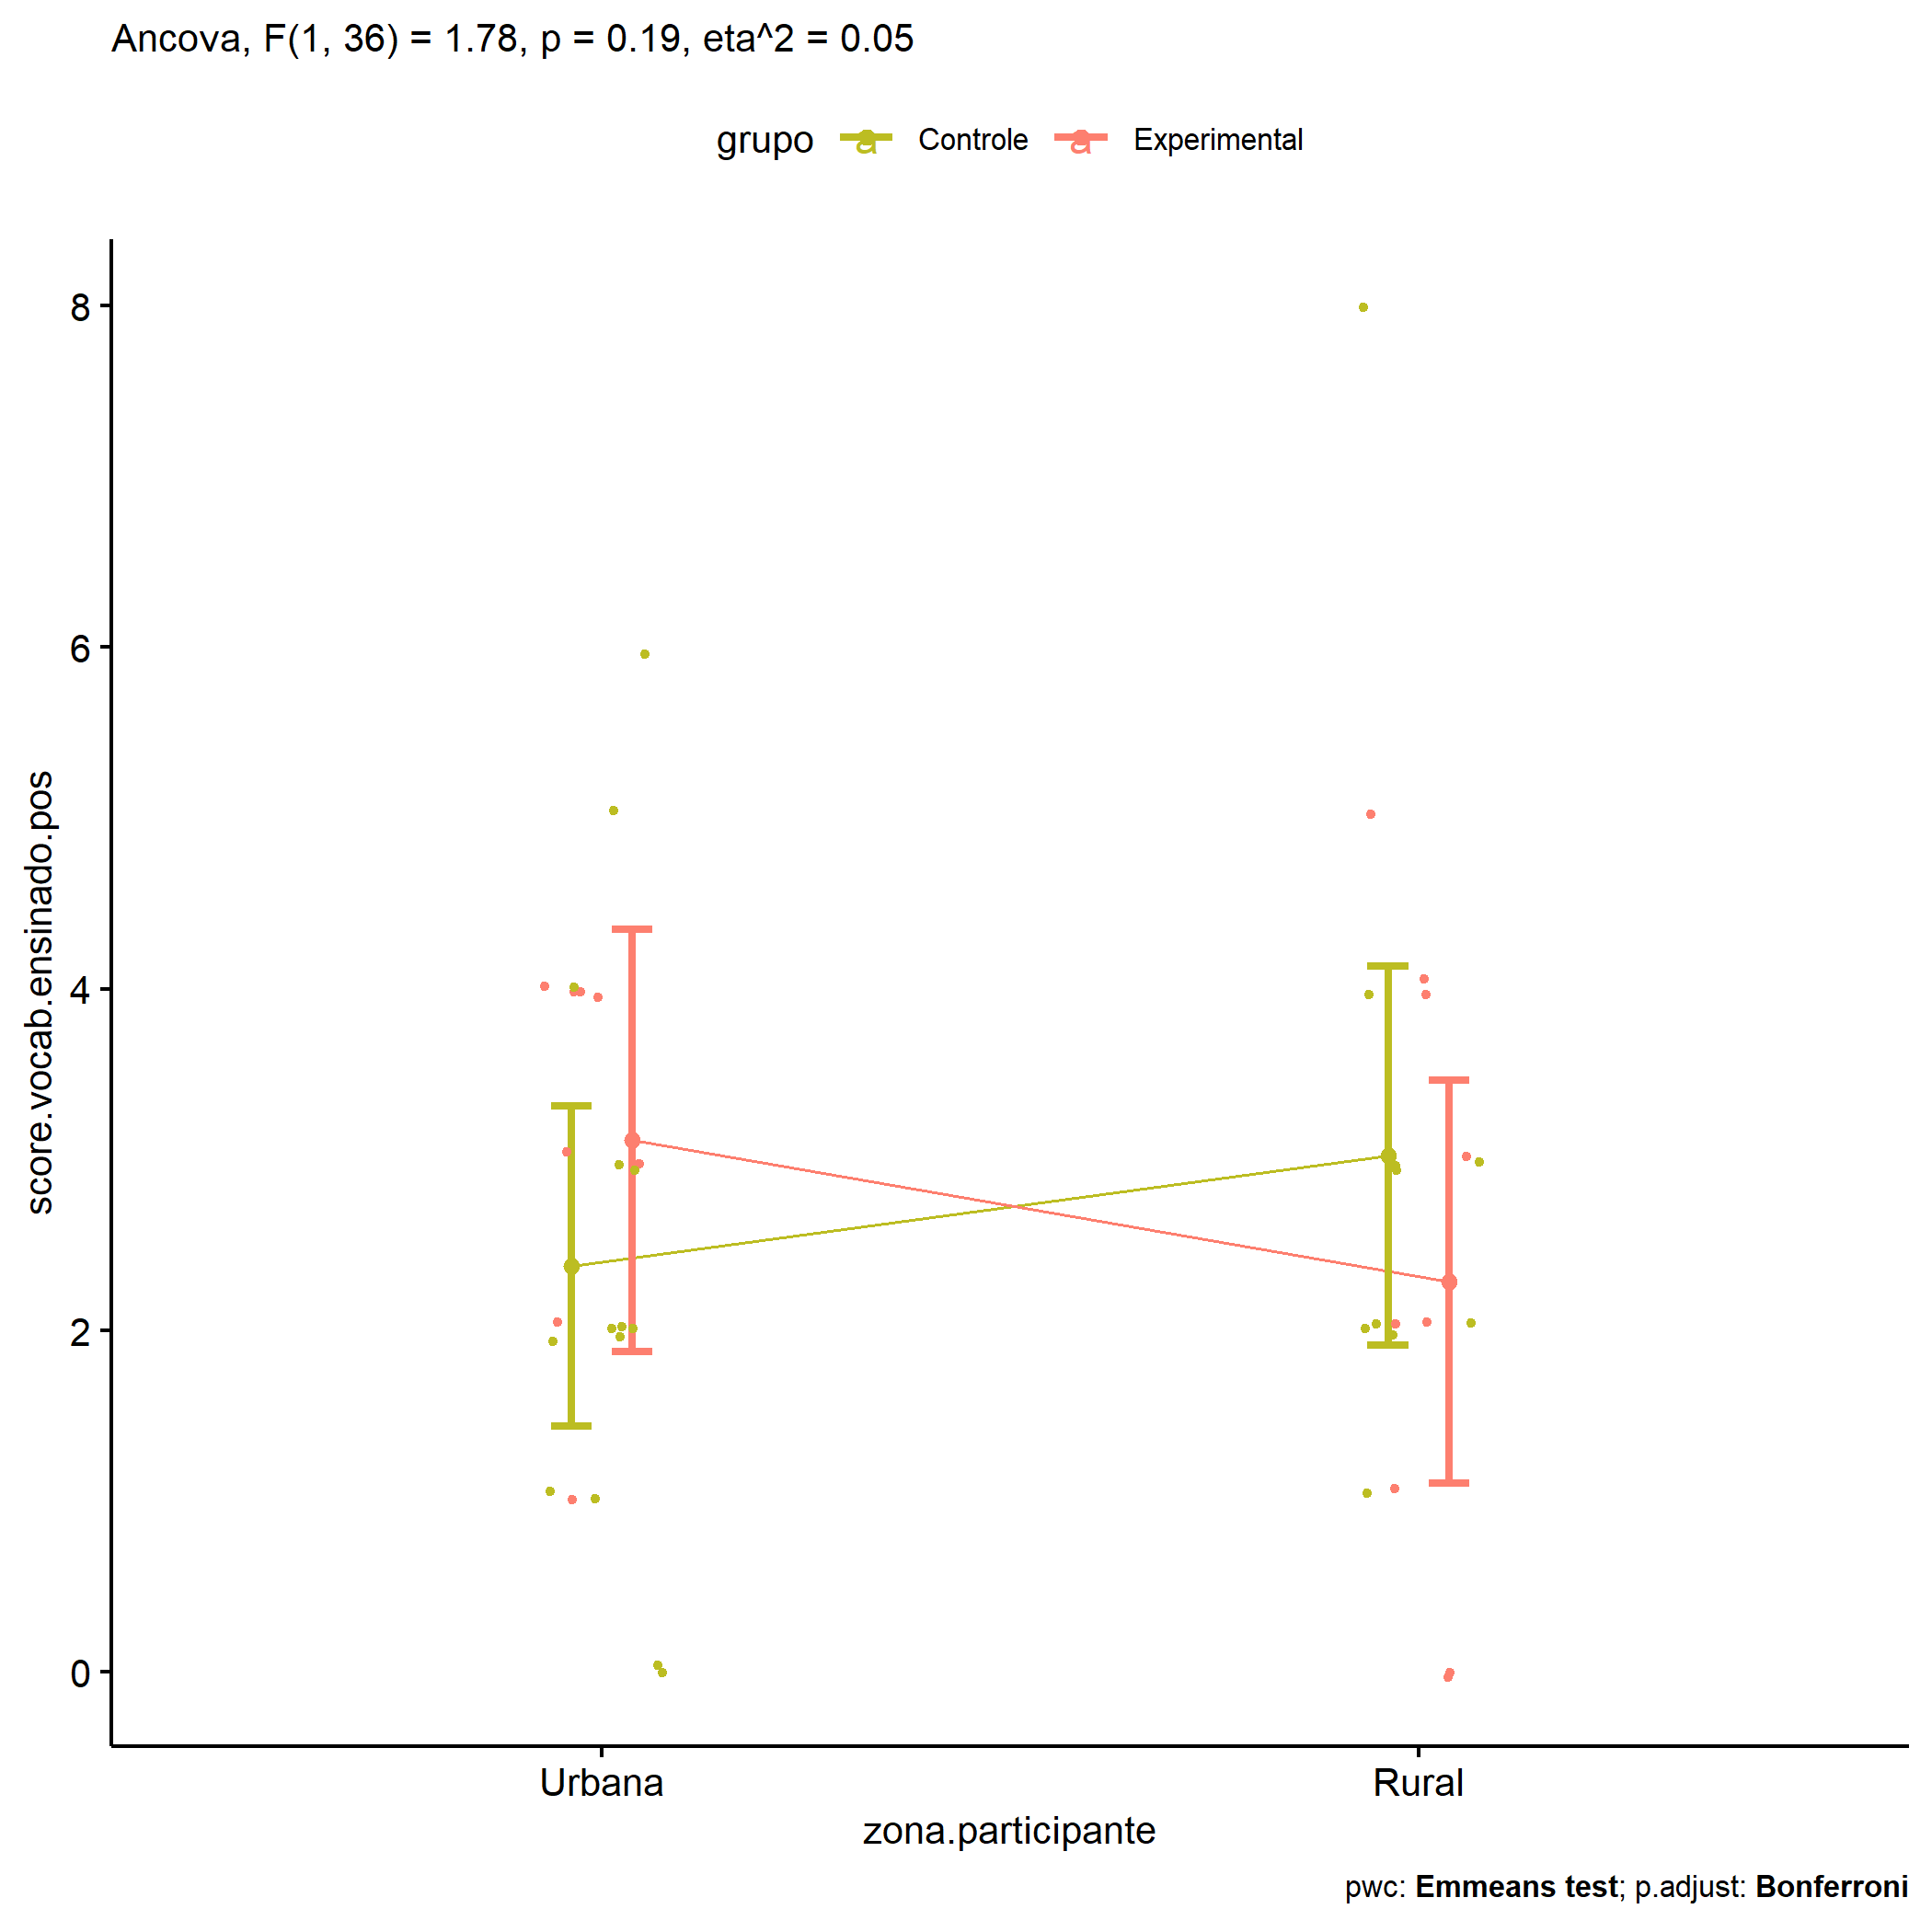 Ancova, F(1, 36) = 1.78, p = 0.19, eta^2 = 0.05
grupo a Controle a Experimental
8
6
4
2
0
score.vocab.ensinado.pos
Urbana Rural
zona.participante
pwc: Emmeans test; p.adjust: Bonferroni